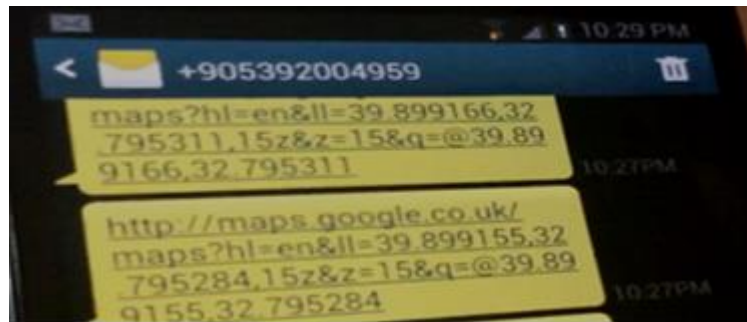 10:29 PM
< +905392004959
maps?hl=en&ll=39.899166,32
.795311,15z&z=15&q=@39.89
9166,32.795311
10:27PM
http://maps.google.co.uk/
maps?hl=en&ll=39.899155,32
.795284,15z&z=15&q=@39.89
9155,32.795284
10:27PM